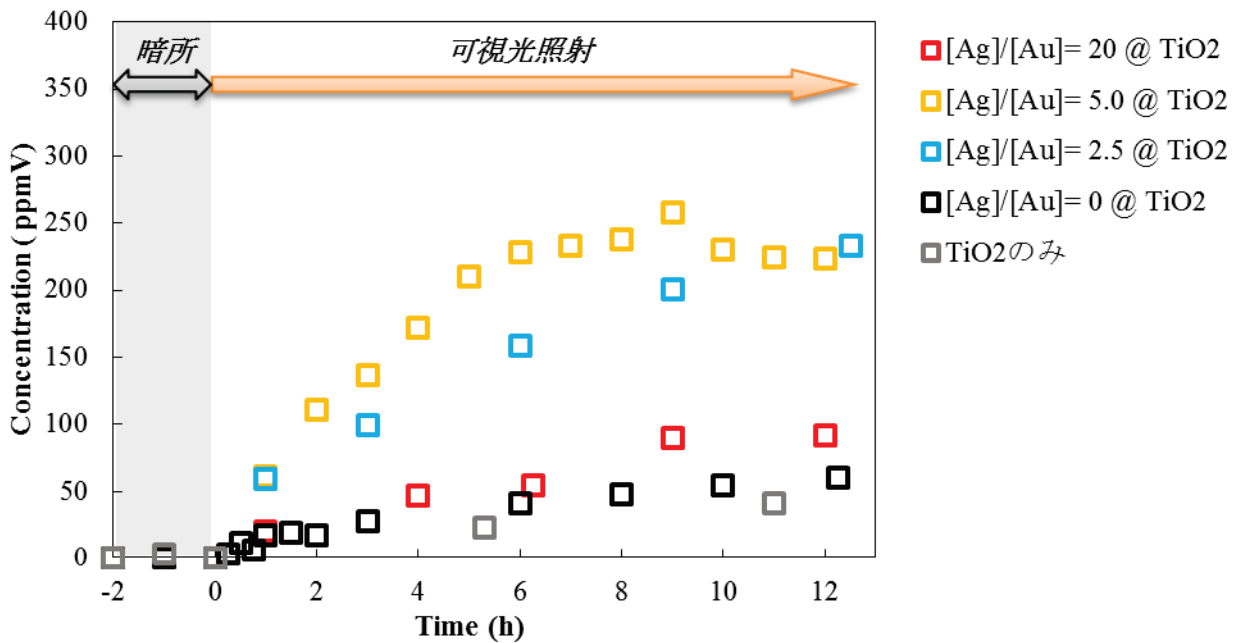 暗所
可視光照射
400
350
300
250
200
150
100
50
0
Concentration ( ppmV)
-2
0
2
4
6
8
10
12
Time (h)
[Ag]/[Au]= 20 @ TiO2
[Ag]/[Au]= 5.0 @ TiO2
[Ag]/[Au]= 2.5 @ TiO2
[Ag]/[Au]= 0 @ TiO2
TiO2のみ